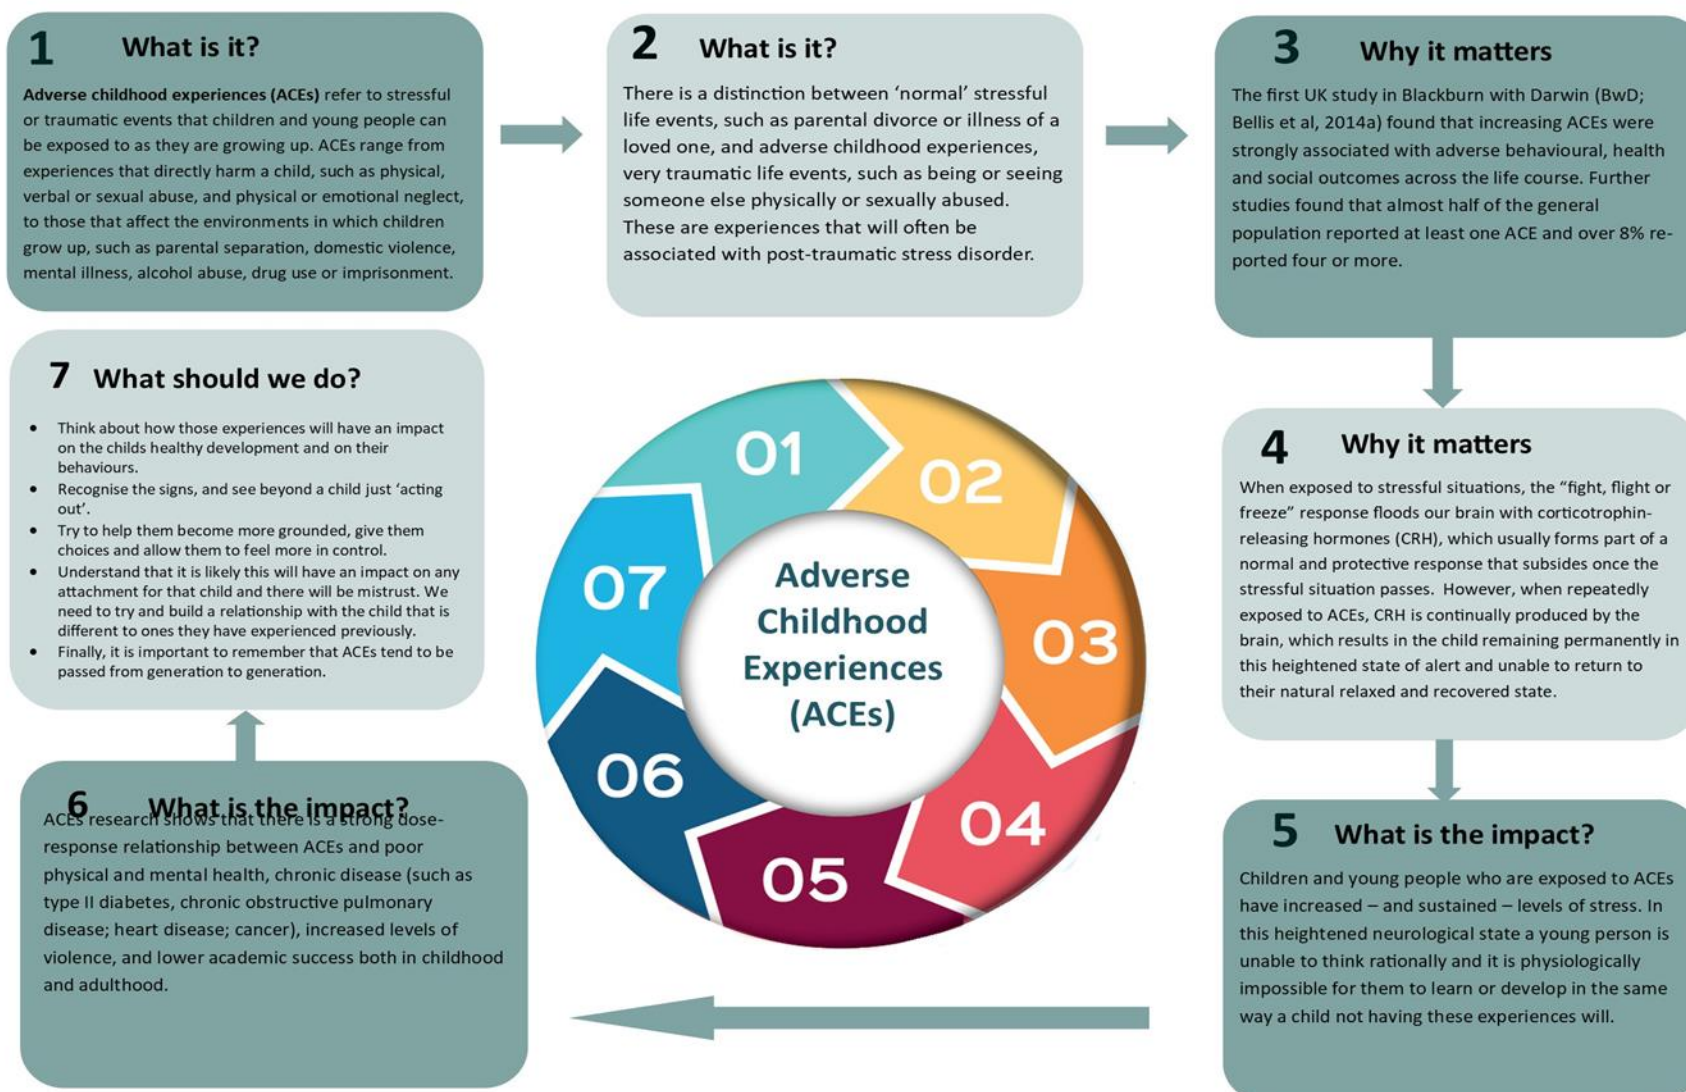 1 What is it?
Adverse childhood experiences (ACEs) refer to stressful
or traumatic events that children and young people can
be exposed to as they are growing up. ACEs range from
experiences that directly harm a child, such as physical,
verbal or sexual abuse, and physical or emotional neglect,
to those that affect the environments in which children
grow up, such as parental separation, domestic violence,
mental illness, alcohol abuse, drug use or imprisonment.
2 What is it?
There is a distinction between ‘normal’ stressful
life events, such as parental divorce or illness of a
loved one, and adverse childhood experiences,
very traumatic life events, such as being or seeing
someone else physically or sexually abused.
These are experiences that will often be
associated with post-traumatic stress disorder.
3 Why it matters
The first UK study in Blackburn with Darwin (BwD;
Bellis et al, 2014a) found that increasing ACEs were
strongly associated with adverse behavioural, health
and social outcomes across the life course. Further
studies found that almost half of the general
population reported at least one ACE and over 8% re-
ported four or more.
4 Why it matters
When exposed to stressful situations, the “fight, flight or
freeze” response floods our brain with corticotrophin-
releasing hormones (CRH), which usually forms part of a
normal and protective response that subsides once the
stressful situation passes. However, when repeatedly
exposed to ACEs, CRH is continually produced by the
brain, which results in the child remaining permanently in
this heightened state of alert and unable to return to
their natural relaxed and recovered state.
5 What is the impact?
Children and young people who are exposed to ACEs
have increased – and sustained – levels of stress. In
this heightened neurological state a young person is
unable to think rationally and it is physiologically
impossible for them to learn or develop in the same
way a child not having these experiences will.
6 What is the impact?
ACEs research shows that there is a strong dose-
response relationship between ACEs and poor
physical and mental health, chronic disease (such as
type II diabetes, chronic obstructive pulmonary
disease; heart disease; cancer), increased levels of
violence, and lower academic success both in childhood
and adulthood.
7 What should we do?
• Think about how those experiences will have an impact
on the childs healthy development and on their
behaviours.
• Recognise the signs, and see beyond a child just ‘acting
out’.
• Try to help them become more grounded, give them
choices and allow them to feel more in control.
• Understand that it is likely this will have an impact on any
attachment for that child and there will be mistrust. We
need to try and build a relationship with the child that is
different to ones they have experienced previously.
• Finally, it is important to remember that ACEs tend to be
passed from generation to generation.
01
02
03
04
05
06
07
Adverse
Childhood
Experiences
(ACEs)